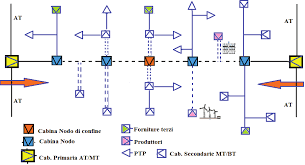 AT
AT
AT
AT
Cabina Nodo di confine
Forniture terzi
Cabina Nodo
Produttori
Cab. Primaria AT/MT
PTP
Cab. Secondarie MT/BT